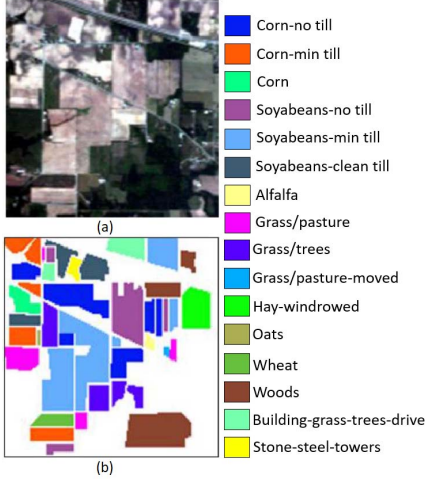 Corn-no till
Corn-min till
Corn
Soyabeans-no till
Soyabeans-min till
Soyabeans-clean till
Alfalfa
(a)
Grass/pasture
Grass/trees
Grass/pasture-moved
Hay-windrowed
Oats
Wheat
Woods
Building-grass-trees-drive
Stone-steel-towers
(b)